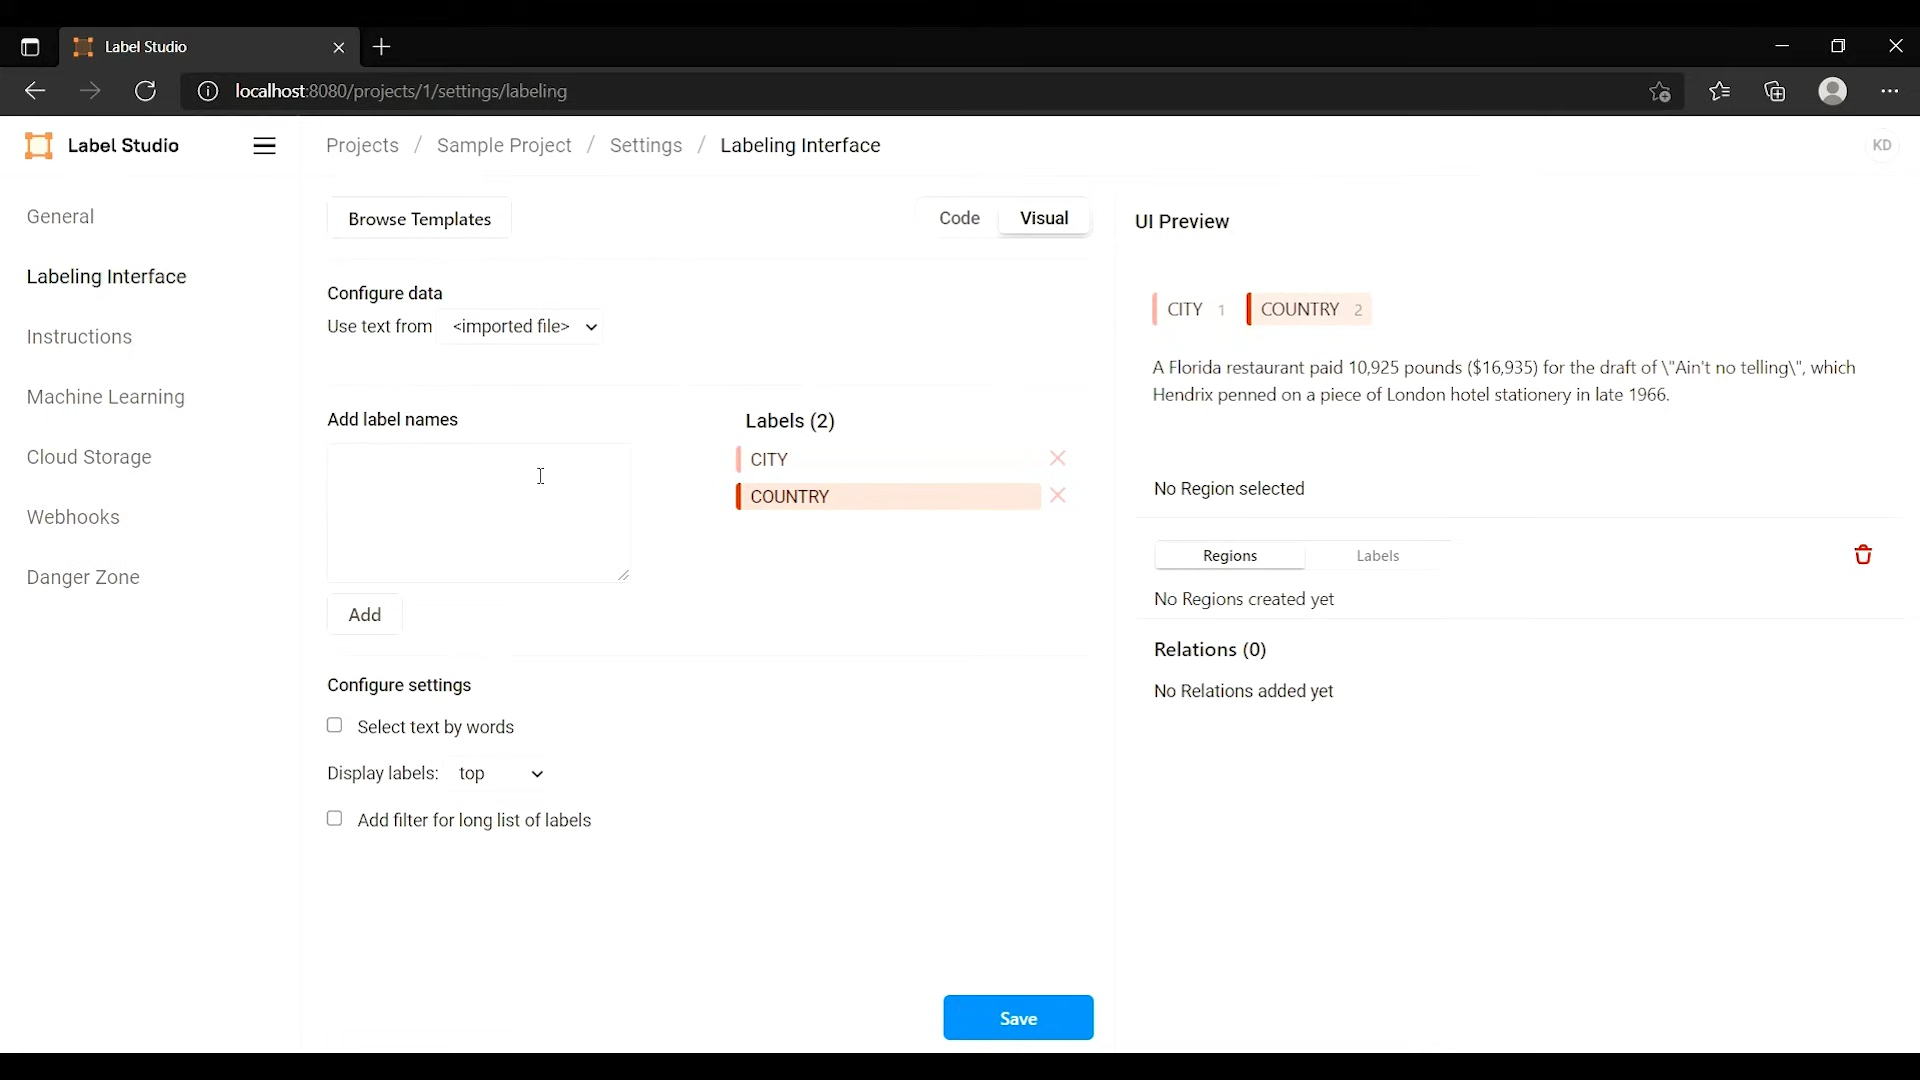 Label Studio
localhost:8080/projects/1/settings/labeling
Label Studio
Projects / Sample Project / Settings / Labeling Interface
KD
General
Labeling Interface
Instructions
Machine Learning
Cloud Storage
Webhooks
Danger Zone
Browse Templates
Code Visual
Configure data
Use text from <imported file>
Add label names
Labels (2)
CITY
COUNTRY
Add
Configure settings
Select text by words
Display labels: top
Add filter for long list of labels
Save
UI Preview
CITY 1 COUNTRY 2
A Florida restaurant paid 10,925 pounds ($16,935) for the draft of \"Ain't no telling\", which
Hendrix penned on a piece of London hotel stationery in late 1966.
No Region selected
Regions Labels
No Regions created yet
Relations (0)
No Relations added yet